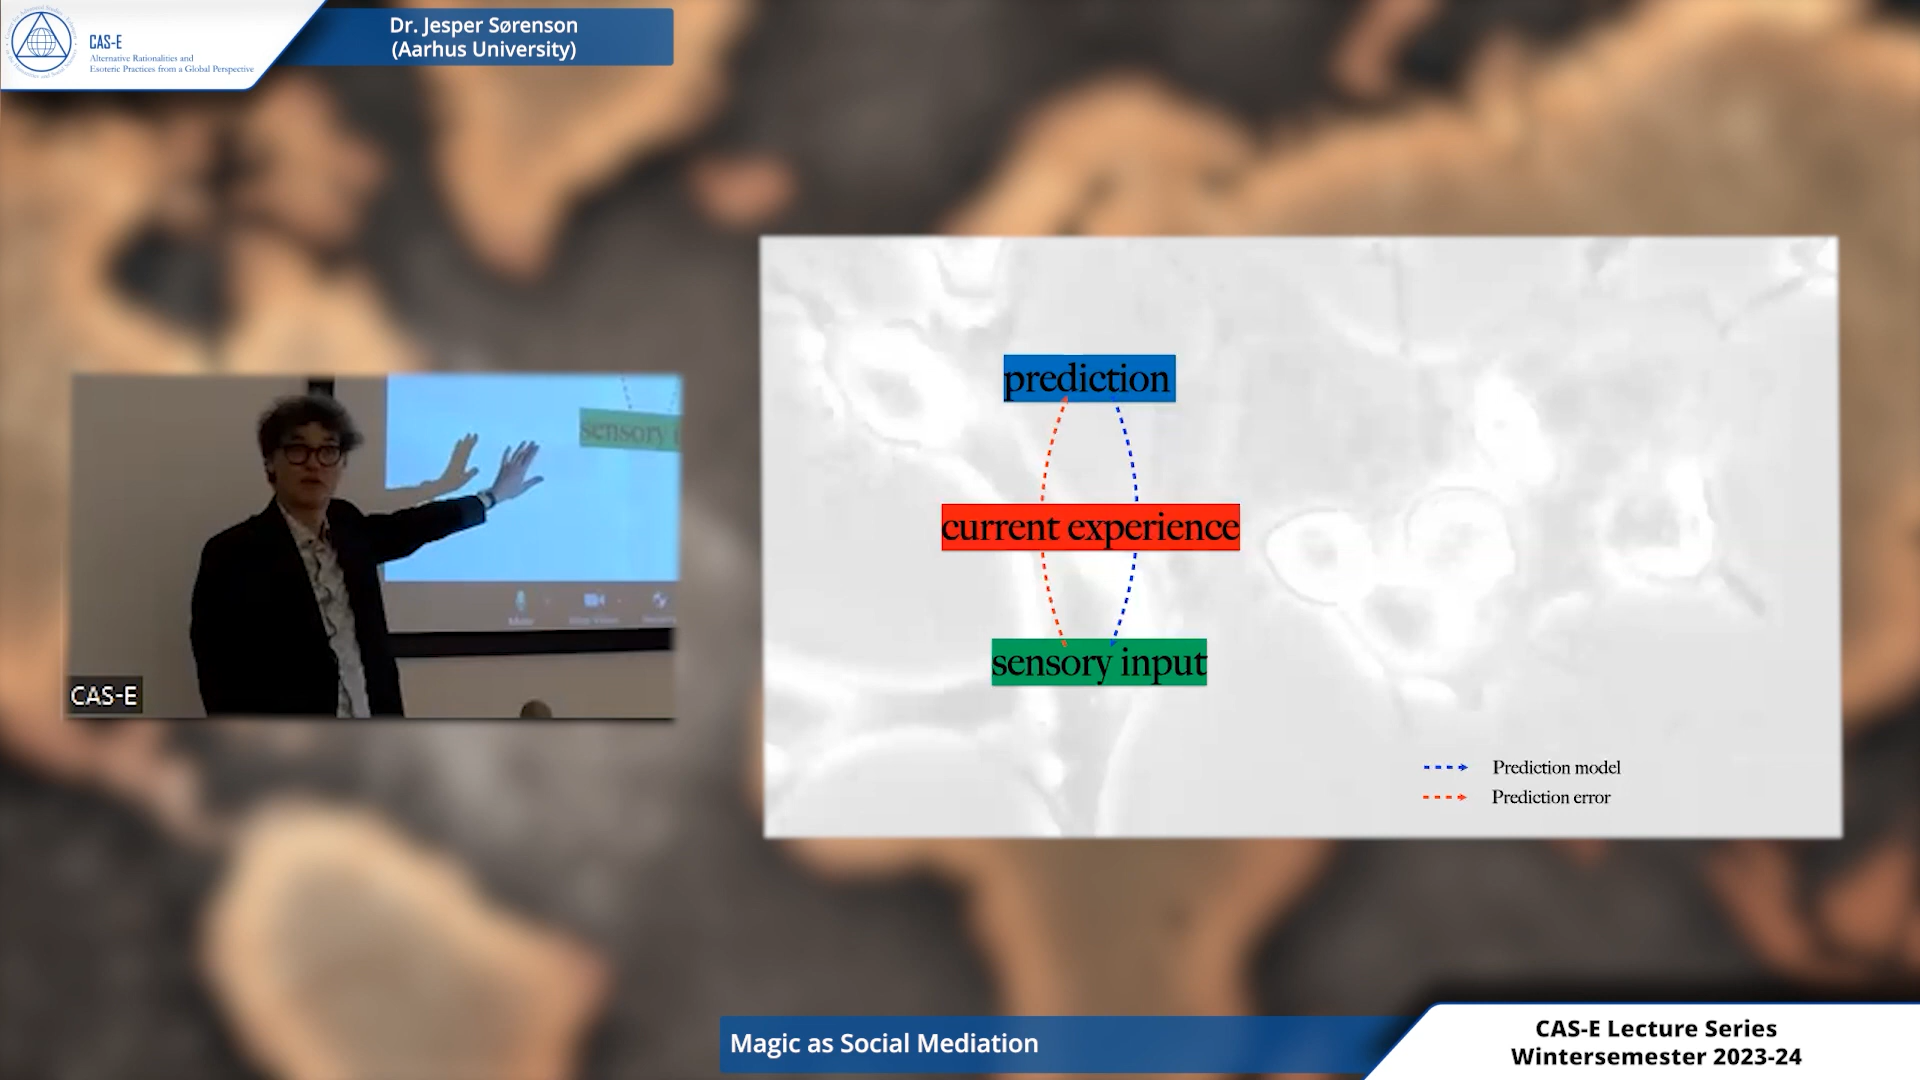 CAS-E
Alternative Rationalities and
Esoteric Practices from a Global Perspective
Dr. Jesper Sørenson
(Aarhus University)
sensory
CAS-E
prediction
current experience
sensory input
Prediction model
Prediction error
Magic as Social Mediation
CAS-E Lecture Series
Wintersemester 2023-24